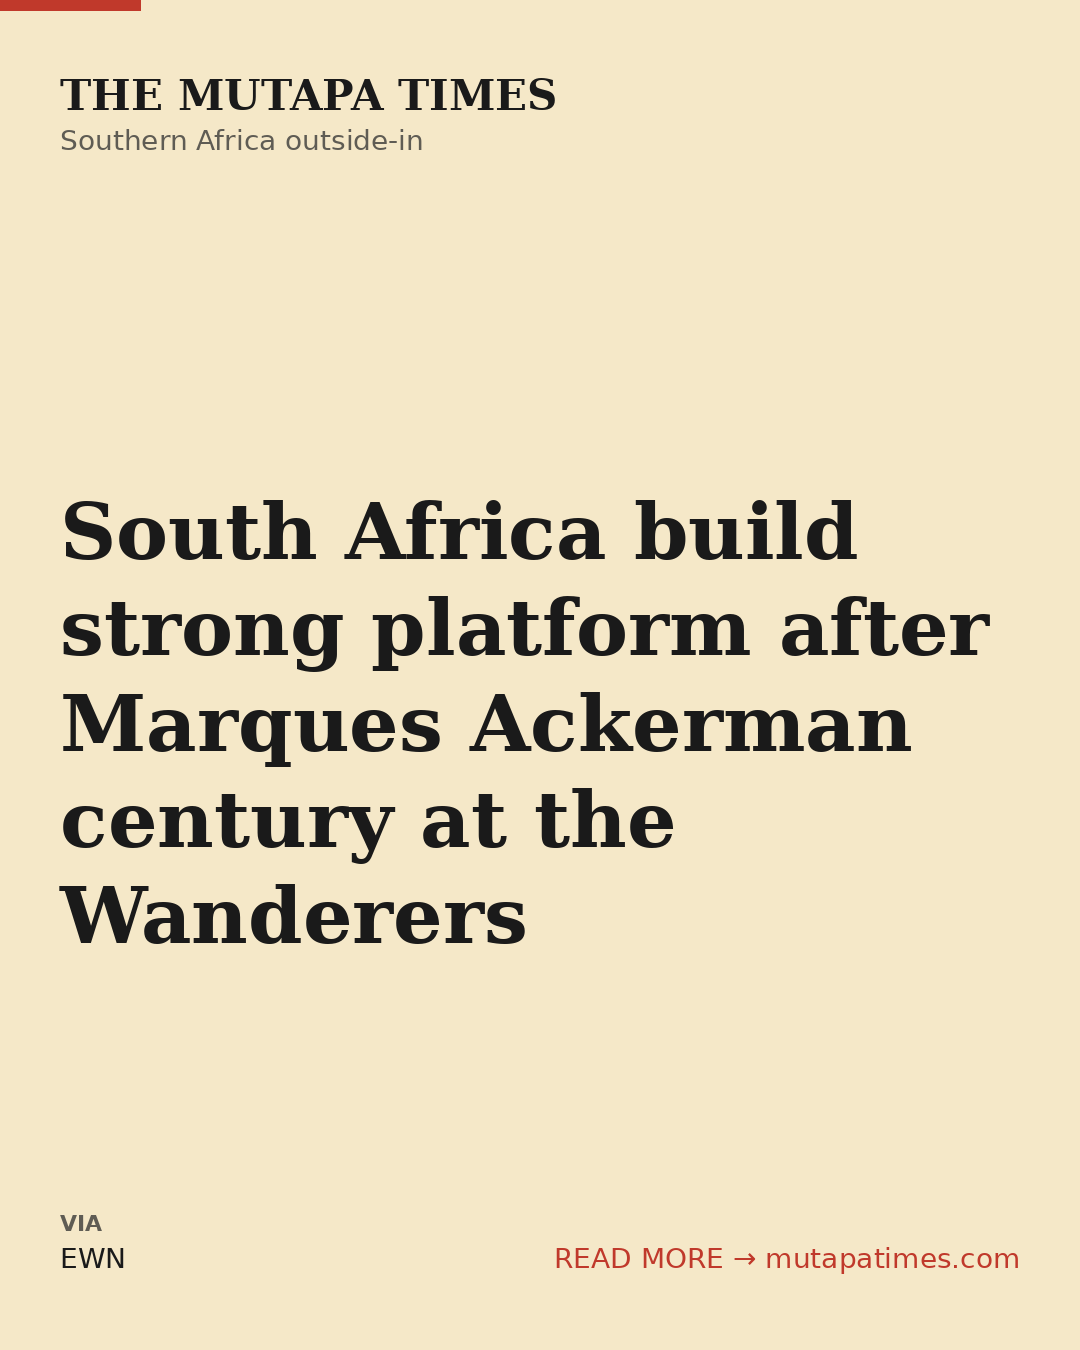 THE MUTAPA TIMES
Southern Africa outside-in
South Africa build
strong platform after
Marques Ackerman
century at the
Wanderers
VIA
EWN
READ MORE → mutapatimes.com